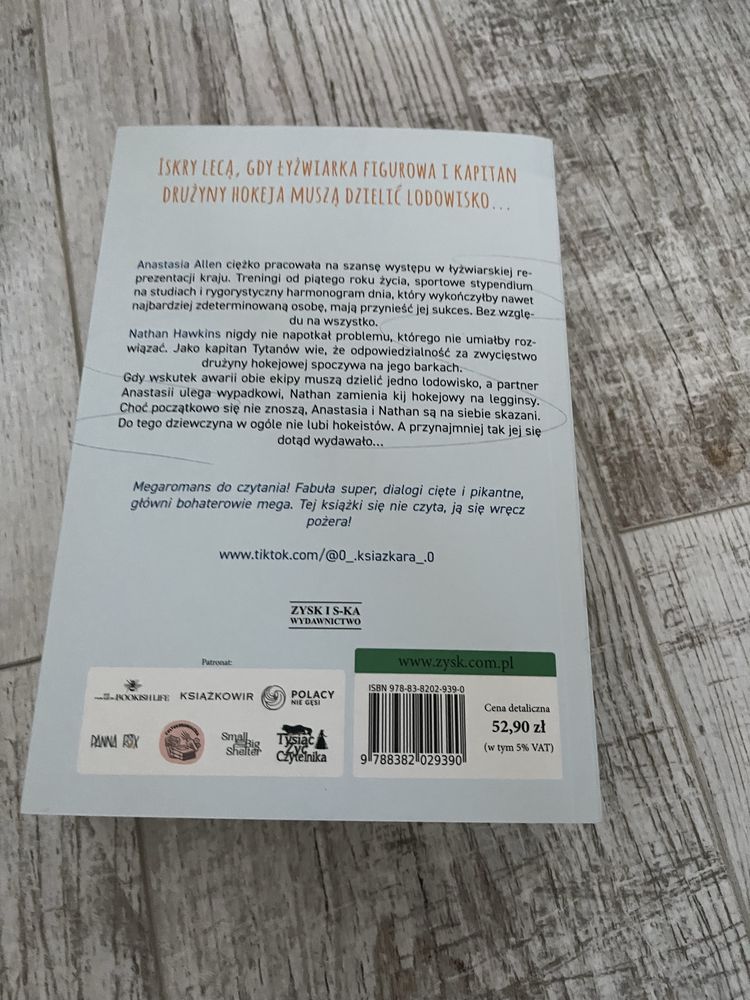 ISKRY LECĄ, GDY ŁYŻWIARKA FIGUROWA I KAPITAN
DRUŻYNY HOKEJA MUSZĄ DZIELIĆ LODOWISKO...
Anastasia Allen ciężko pracowała na szansę występu w łyżwiarskiej re-
prezentacji kraju. Treningi od piątego roku życia, sportowe stypendium
na studiach i rygorystyczny harmonogram dnia, który wykończyłby nawet
najbardziej zdeterminowaną osobę, mają przynieść jej sukces. Bez wzglę-
du na wszystko.
Nathan Hawkins nigdy nie napotkał problemu, którego nie umiałby roz-
wiązać. Jako kapitan Tytanów wie, że odpowiedzialność za zwycięstwo
drużyny hokejowej spoczywa na jego barkach.
Gdy wskutek awarii obie ekipy muszą dzielić jedno lodowisko, a partner
Anastasii ulega wypadkowi, Nathan zamienia kij hokejowy na legginsy.
Choć początkowo się nie znoszą, Anastasia i Nathan są na siebie skazani.
Do tego dziewczyna w ogóle nie lubi hokeistów. A przynajmniej tak jej się
dotąd wydawało...
Megaromans do czytania! Fabuła super, dialogi cięte i pikantne,
główni bohaterowie mega. Tej książki się nie czyta, ją się wręcz
pożera!
www.tiktok.com/@0_.ksiazkara_.0
ZYSK I S-KA
WYDAWNICTWO
Patronat:
BOOKISH LIFE
KSIĄŻKOWIR
POLACY
NIE GĘSI
PANNA FOX
Small
Big
Shelter
Tysiąc
Żyć
Czytelnika
www.zysk.com.pl
ISBN 978-83-8202-939-0
9 788382 029390
Cena detaliczna
52,90 zł
(w tym 5% VAT)